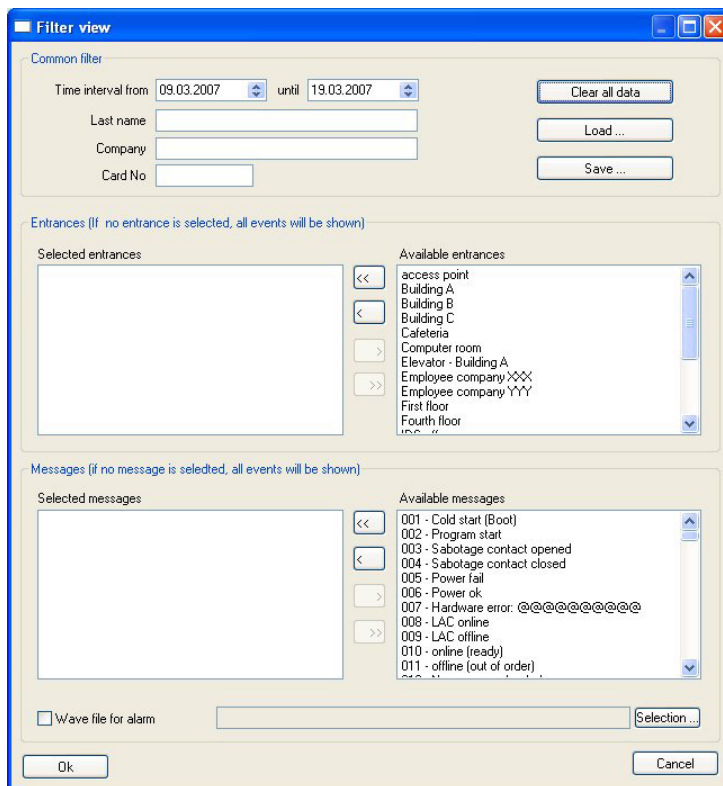 Filter view
Common filter
Time interval from 09.03.2007 until 19.03.2007 Clear all data
Last name
Load ...
Company
Save ...
Card No
Entrances (If no entrance is selected, all events will be shown)
Selected entrances
<<
<
>
>>
Available entrances
access point
Building A
Building B
Building C
Cafeteria
Computer room
Elevator - Building A
Employee company XXX
Employee company YYY
First floor
Fourth floor
Messages (if no message is seledted, all events will be shown)
Selected messages
<<
<
>
>>
Available messages
001 - Cold start (Boot)
002 - Program start
003 - Sabotage contact opened
004 - Sabotage contact closed
005 - Power fail
006 - Power ok
007 - Hardware error: @@@@@@@@@@
008 - LAC online
009 - LAC offline
010 - online (ready)
011 - offline (out of order)
Wave file for alarm Selection ...
Ok Cancel